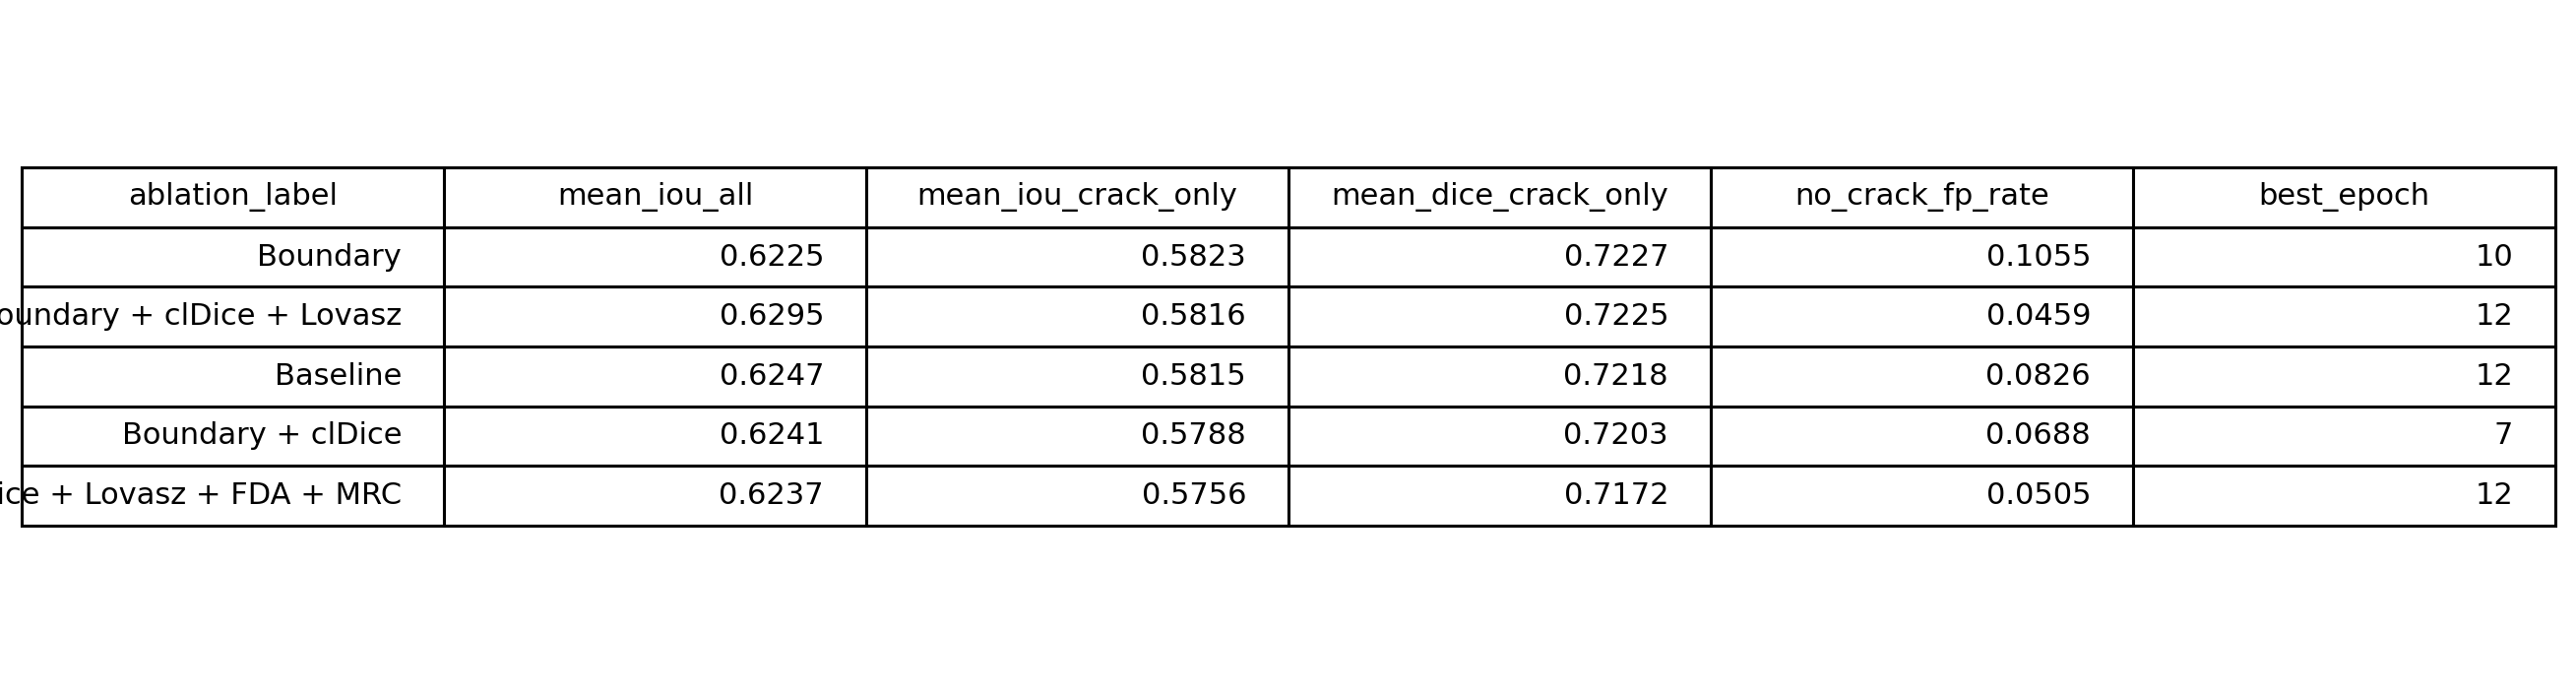 ablation_label mean_iou_all mean_iou_crack_only mean_dice_crack_only no_crack_fp_rate best_epoch
Boundary 0.6225 0.5823 0.7227 0.1055 10
oundary + clDice + Lovasz 0.6295 0.5816 0.7225 0.0459 12
Baseline 0.6247 0.5815 0.7218 0.0826 12
Boundary + clDice 0.6241 0.5788 0.7203 0.0688 7
ice + Lovasz + FDA + MRC 0.6237 0.5756 0.7172 0.0505 12